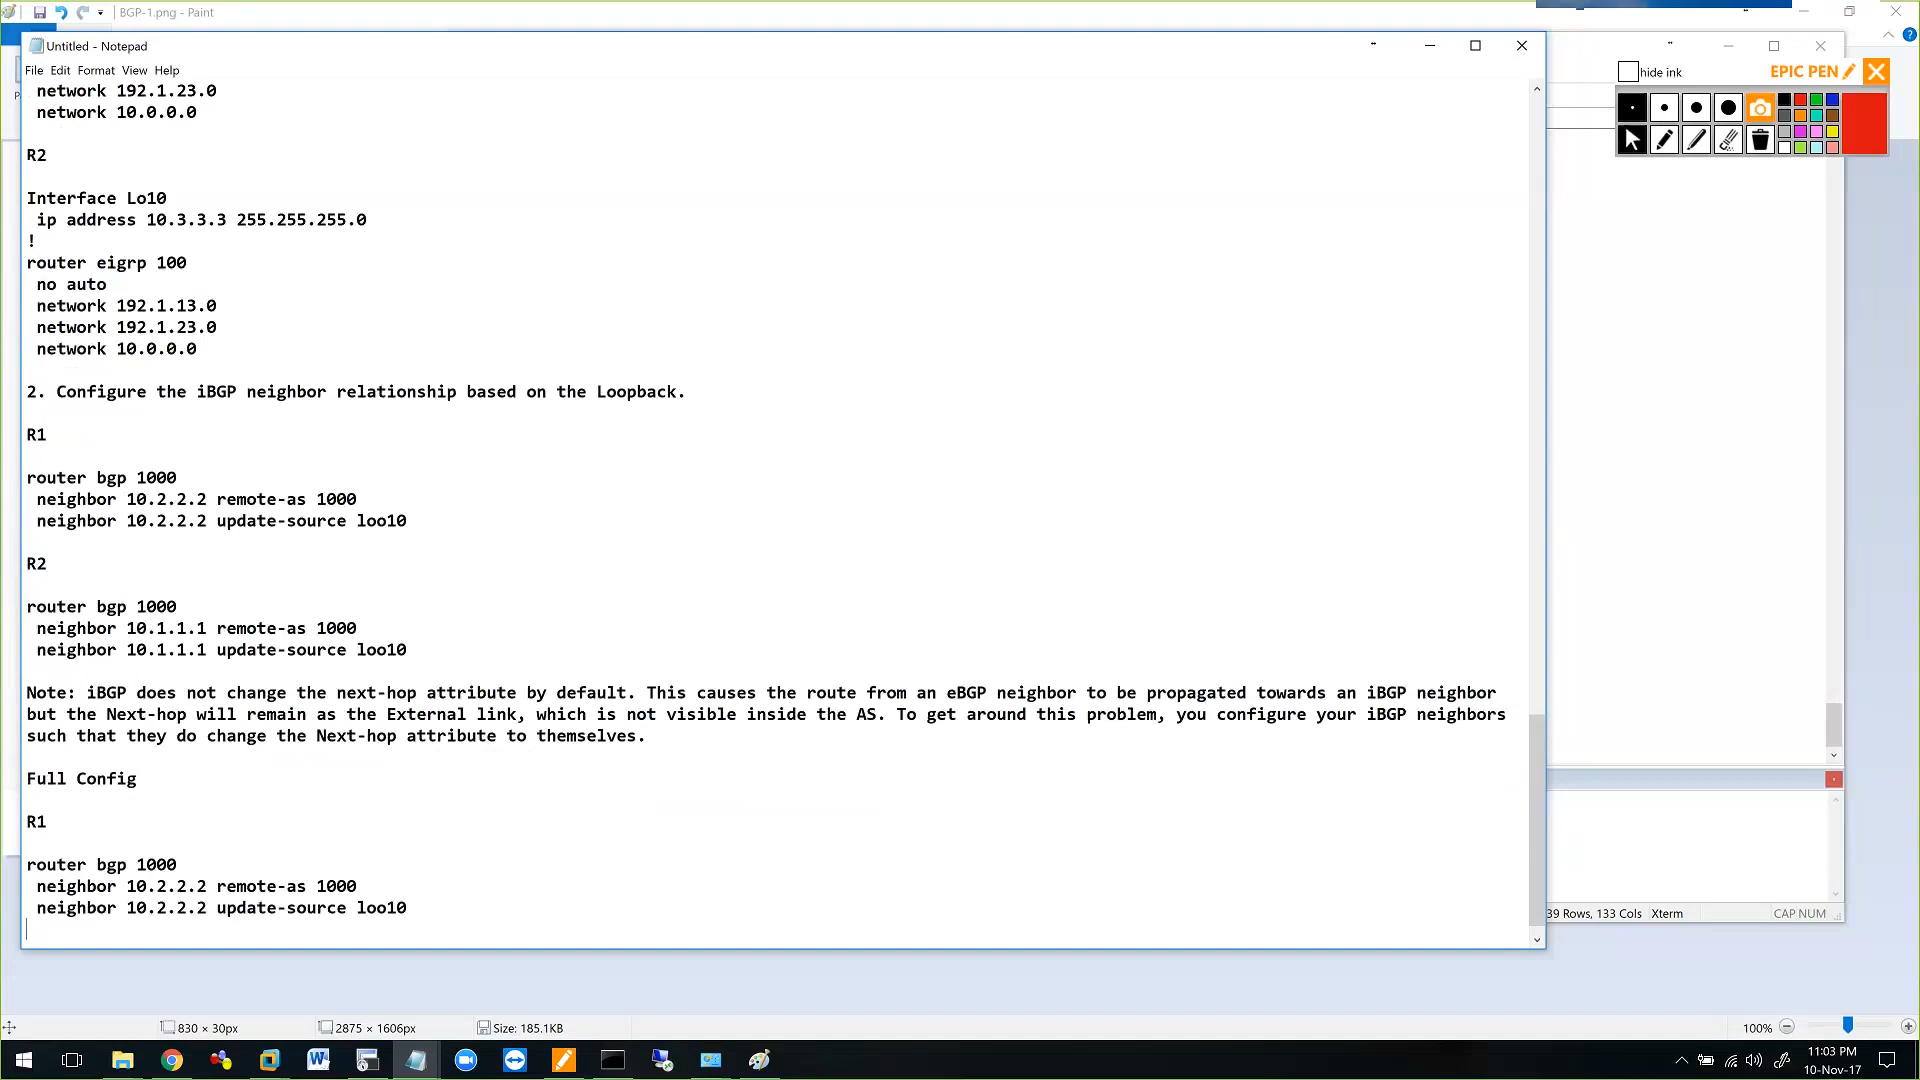 BGP-1.png - Paint
Untitled - Notepad
File Edit Format View Help
hide ink
EPIC PEN
network 192.1.23.0
network 10.0.0.0
R2
Interface Lo10
ip address 10.3.3.3 255.255.255.0
!
router eigrp 100
no auto
network 192.1.13.0
network 192.1.23.0
network 10.0.0.0
2. Configure the iBGP neighbor relationship based on the Loopback.
R1
router bgp 1000
neighbor 10.2.2.2 remote-as 1000
neighbor 10.2.2.2 update-source loo10
R2
router bgp 1000
neighbor 10.1.1.1 remote-as 1000
neighbor 10.1.1.1 update-source loo10
Note: iBGP does not change the next-hop attribute by default. This causes the route from an eBGP neighbor to be propagated towards an iBGP neighbor
but the Next-hop will remain as the External link, which is not visible inside the AS. To get around this problem, you configure your iBGP neighbors
such that they do change the Next-hop attribute to themselves.
Full Config
R1
router bgp 1000
neighbor 10.2.2.2 remote-as 1000
neighbor 10.2.2.2 update-source loo10
39 Rows, 133 Cols Xterm CAP NUM
830 × 30px 2875 × 1606px Size: 185.1KB 100%
11:03 PM
10-Nov-17